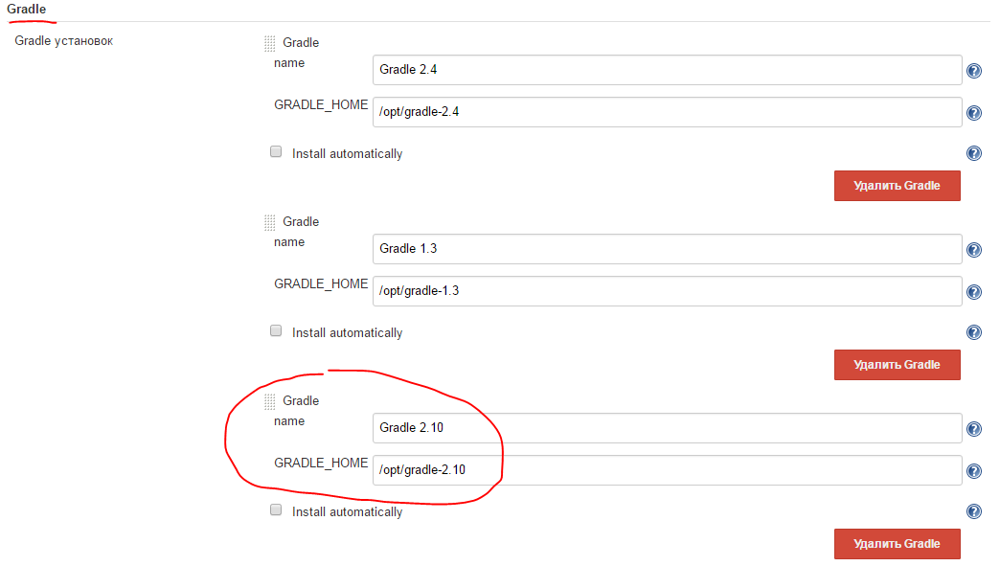 Gradle
Gradle установок
Gradle
name
Gradle 2.4
GRADLE_HOME
/opt/gradle-2.4
Install automatically
Удалить Gradle
Gradle
name
Gradle 1.3
GRADLE_HOME
/opt/gradle-1.3
Install automatically
Удалить Gradle
Gradle
name
Gradle 2.10
GRADLE_HOME
/opt/gradle-2.10
Install automatically
Удалить Gradle